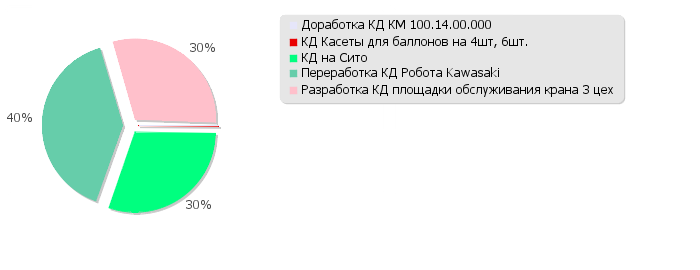 30%
40%
30%
Доработка КД КМ 100.14.00.000
КД Касеты для баллонов на 4шт, 6шт.
КД на Сито
Переработка КД Робота Kawasaki
Разработка КД площадки обслуживания крана 3 цех